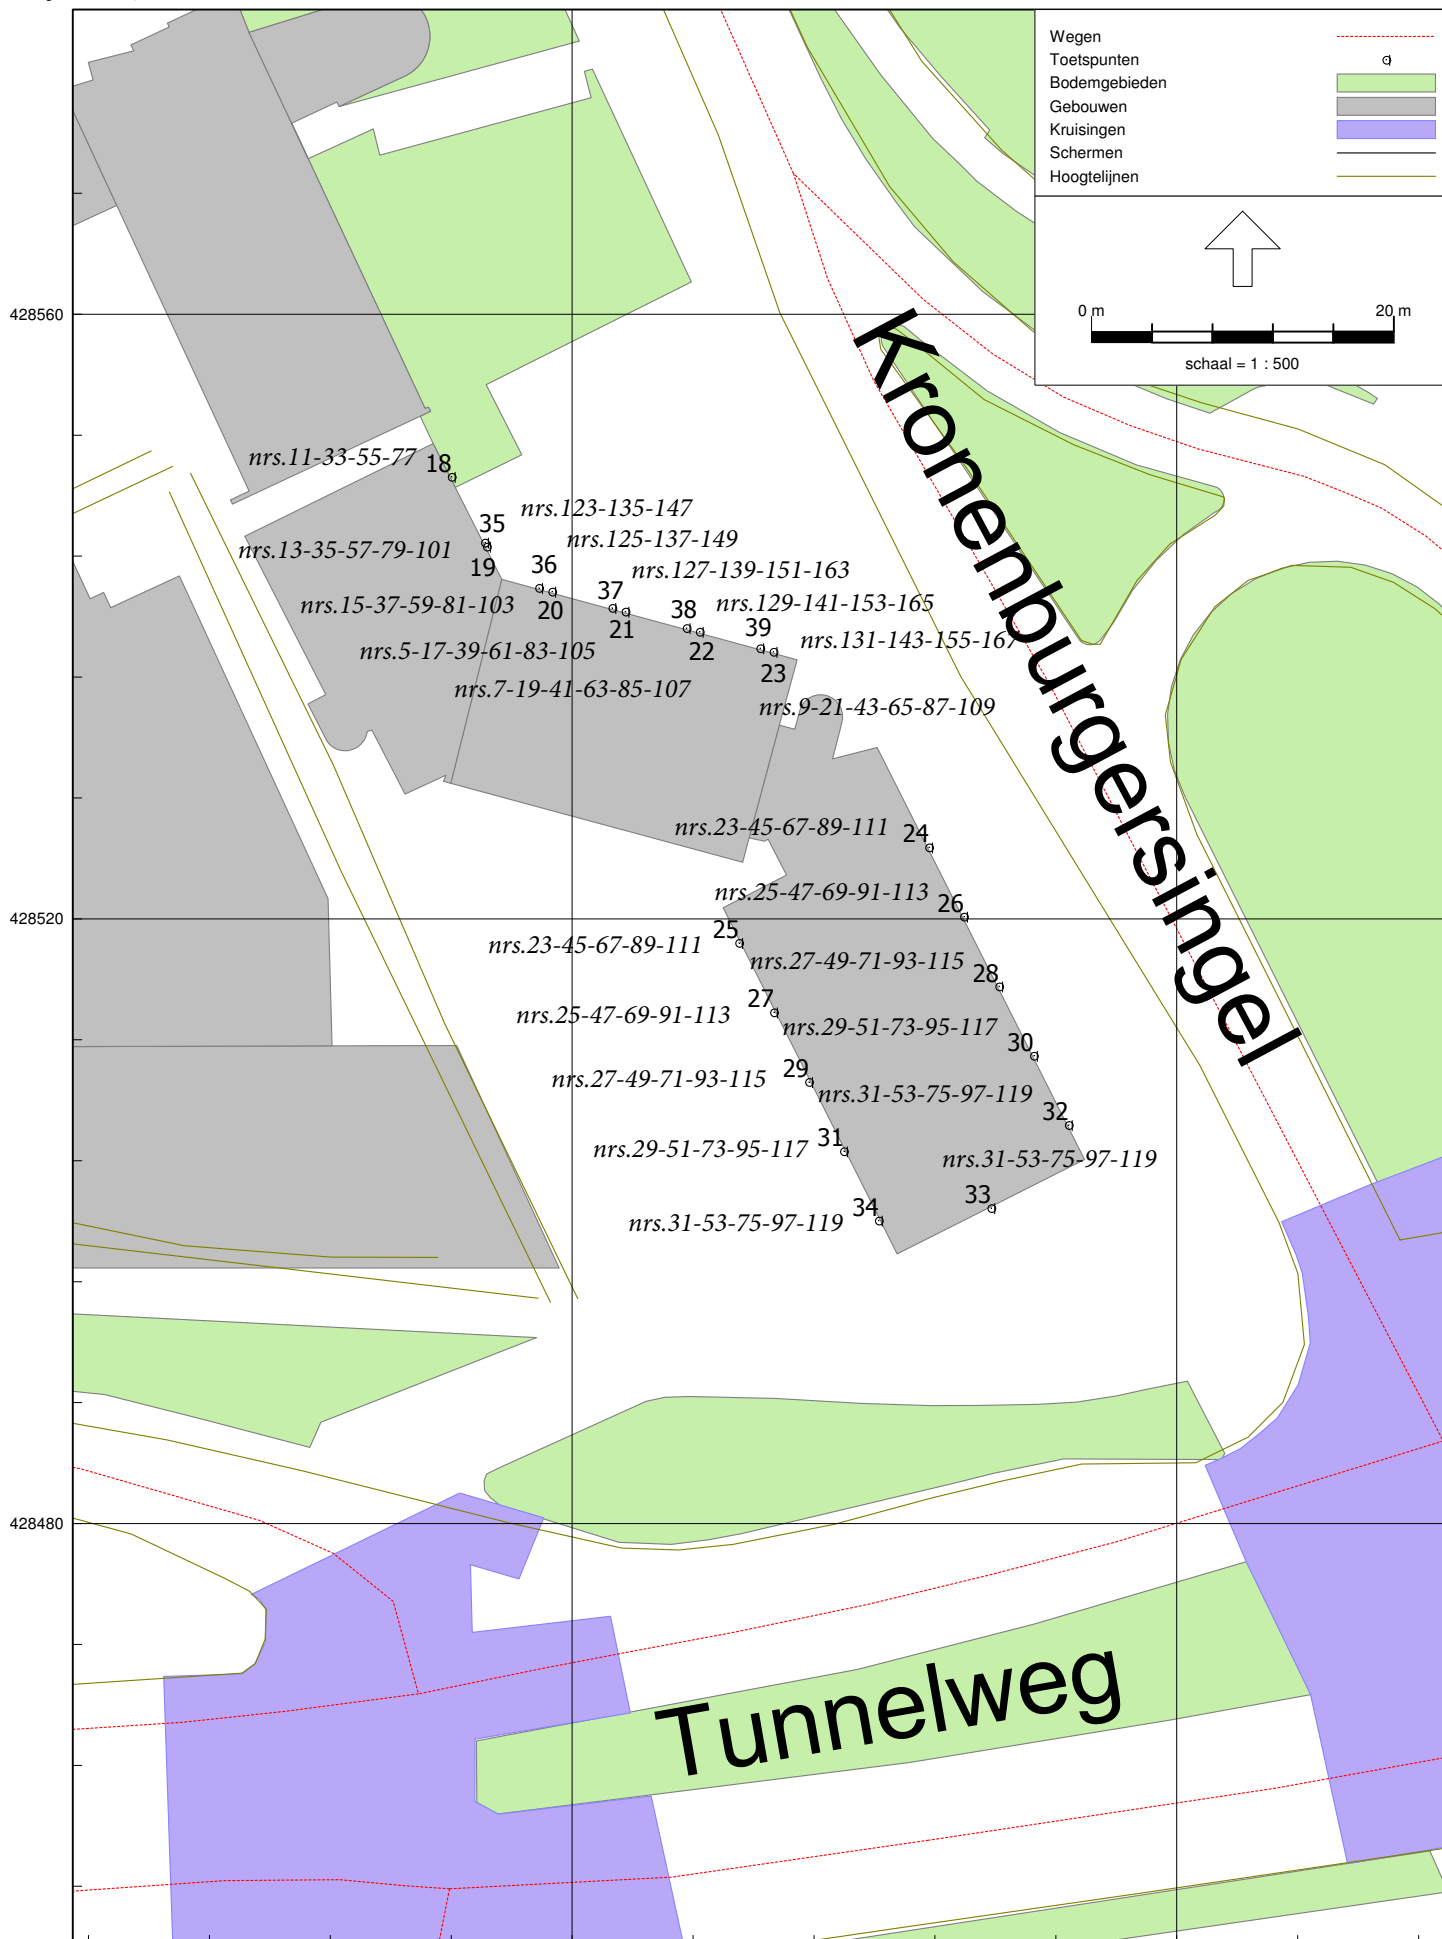 Wegen
Toetspunten
Bodemgebieden
Gebouwen
Kruisingen
Schermen
Hoogtelijnen
0 m 20 m
schaal = 1 : 500
428560
Kronenburgersingel
nrs.11-33-55-77 18
nrs.123-135-147
35
nrs.125-137-149
nrs.13-35-57-79-101
19
36
nrs.127-139-151-163
nrs.15-37-59-81-103
20
37
nrs.129-141-153-165
21
38
39
nrs.131-143-155-167
nrs.5-17-39-61-83-105
22
23
nrs.7-19-41-63-85-107
nrs.9-21-43-65-87-109
nrs.23-45-67-89-111 24
nrs.25-47-69-91-113 26
428520
nrs.23-45-67-89-111 25
nrs.27-49-71-93-115 28
nrs.25-47-69-91-113 27
nrs.29-51-73-95-117 30
nrs.27-49-71-93-115 29
nrs.31-53-75-97-119 32
nrs.29-51-73-95-117 31
nrs.31-53-75-97-119
33
nrs.31-53-75-97-119 34
428480
Tunnelweg